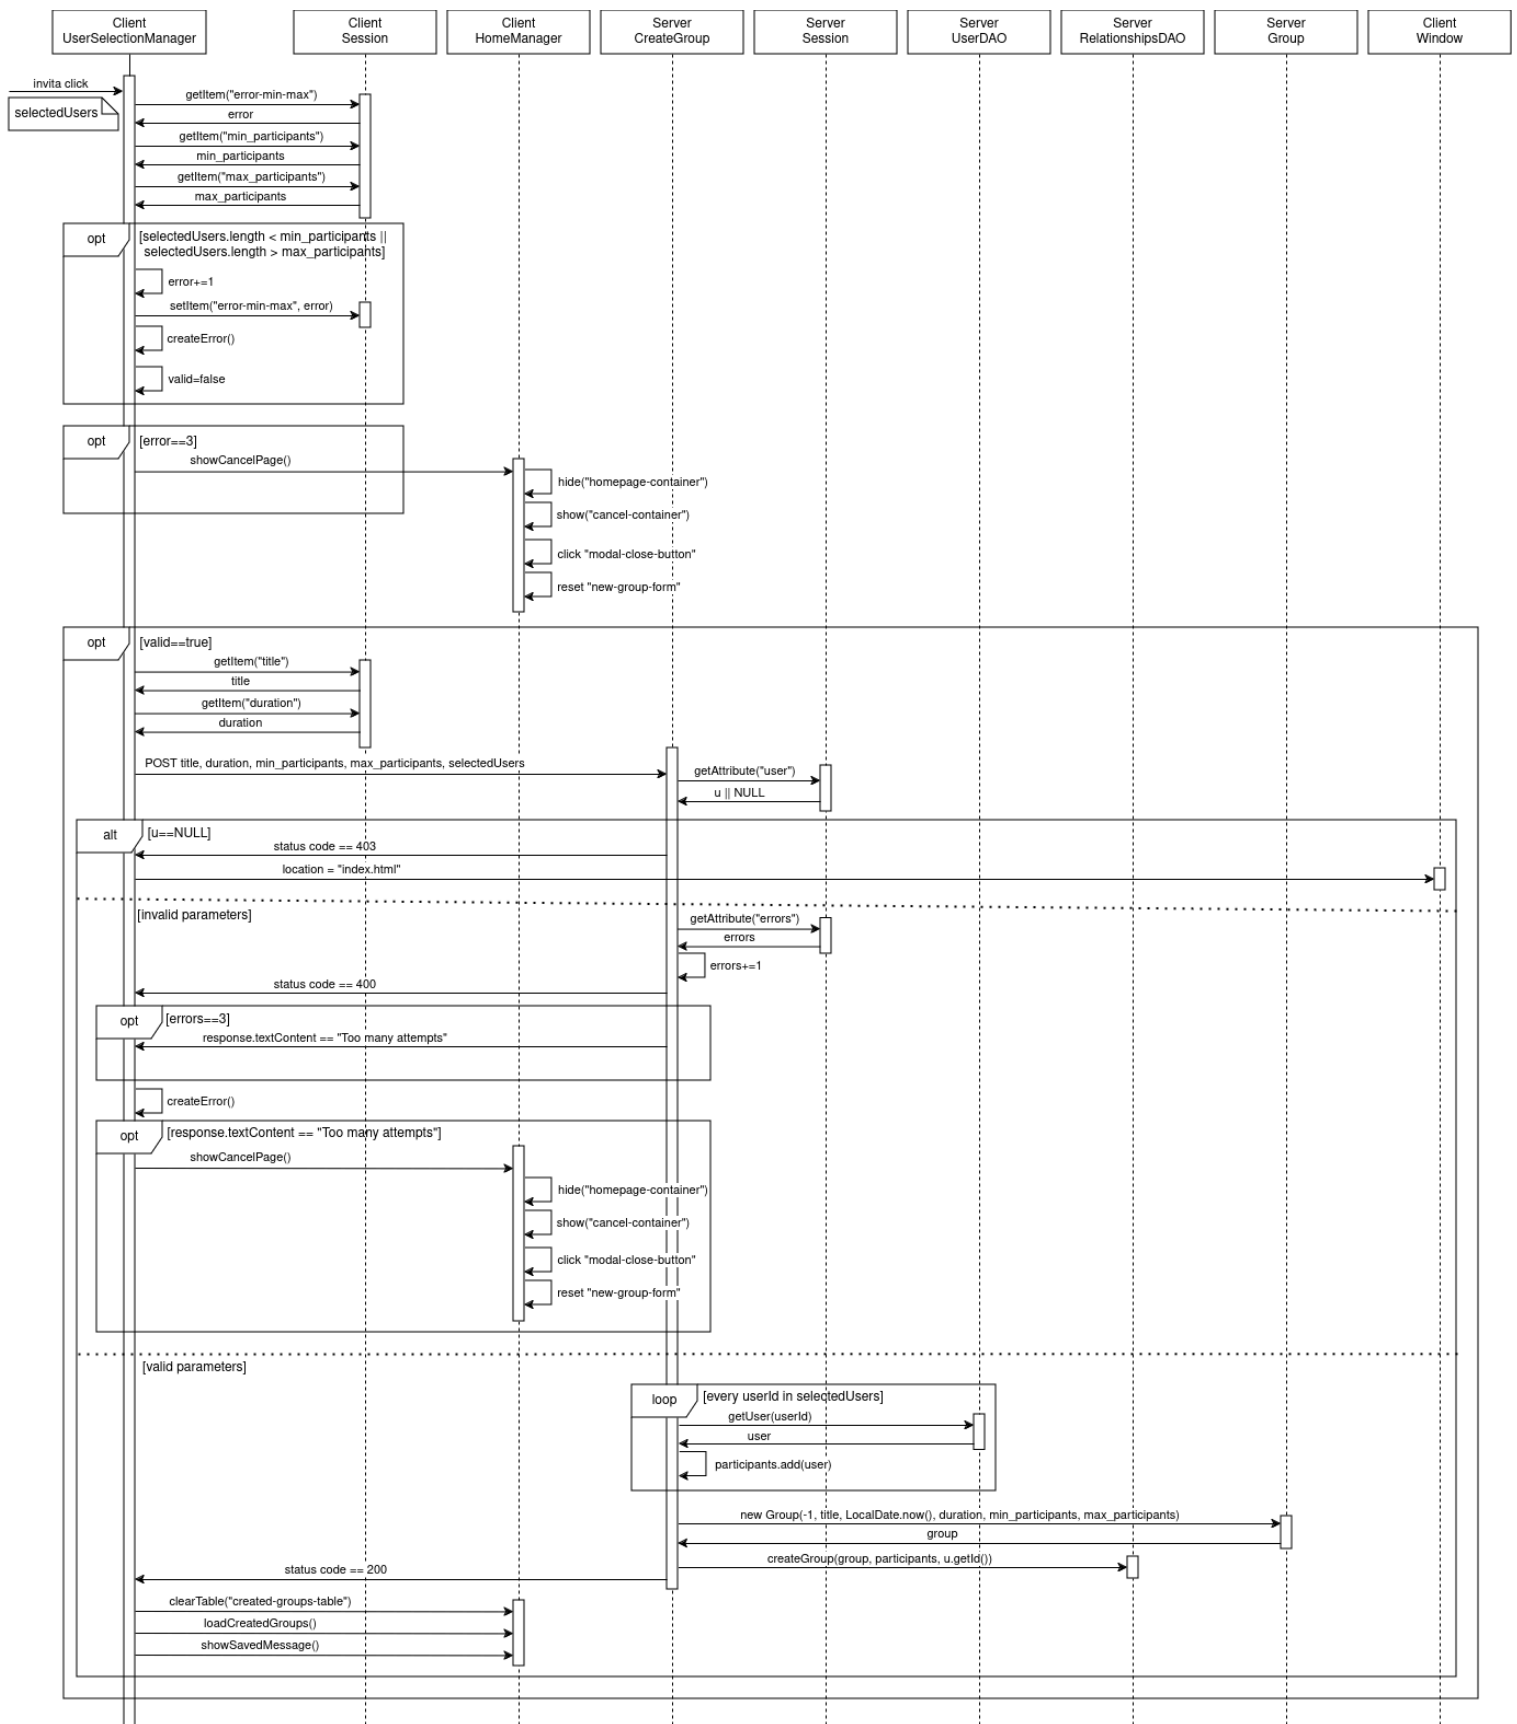 Client
UserSelectionManager
Client
Session
Client
HomeManager
Server
CreateGroup
Server
Session
Server
UserDAO
Server
RelationshipsDAO
Server
Group
Client
Window
invita click
selectedUsers
getItem("error-min-max")
error
getItem("min_participants")
min_participants
getItem("max_participants")
max_participants
opt
[selectedUsers.length < min_participants ||
selectedUsers.length > max_participants]
error+=1
setItem("error-min-max", error)
createError()
valid=false
opt
[error==3]
showCancelPage()
hide("homepage-container")
show("cancel-container")
click "modal-close-button"
reset "new-group-form"
opt
[valid==true]
getItem("title")
title
getItem("duration")
duration
POST title, duration, min_participants, max_participants, selectedUsers
getAttribute("user")
u || NULL
alt
[u==NULL]
status code == 403
location = "index.html"
[invalid parameters]
getAttribute("errors")
errors
errors+=1
status code == 400
opt
[errors==3]
response.textContent == "Too many attempts"
createError()
opt
[response.textContent == "Too many attempts"]
showCancelPage()
hide("homepage-container")
show("cancel-container")
click "modal-close-button"
reset "new-group-form"
[valid parameters]
loop
[every userId in selectedUsers]
getUser(userId)
user
participants.add(user)
new Group(-1, title, LocalDate.now(), duration, min_participants, max_participants)
group
createGroup(group, participants, u.getId())
status code == 200
clearTable("created-groups-table")
loadCreatedGroups()
showSavedMessage()